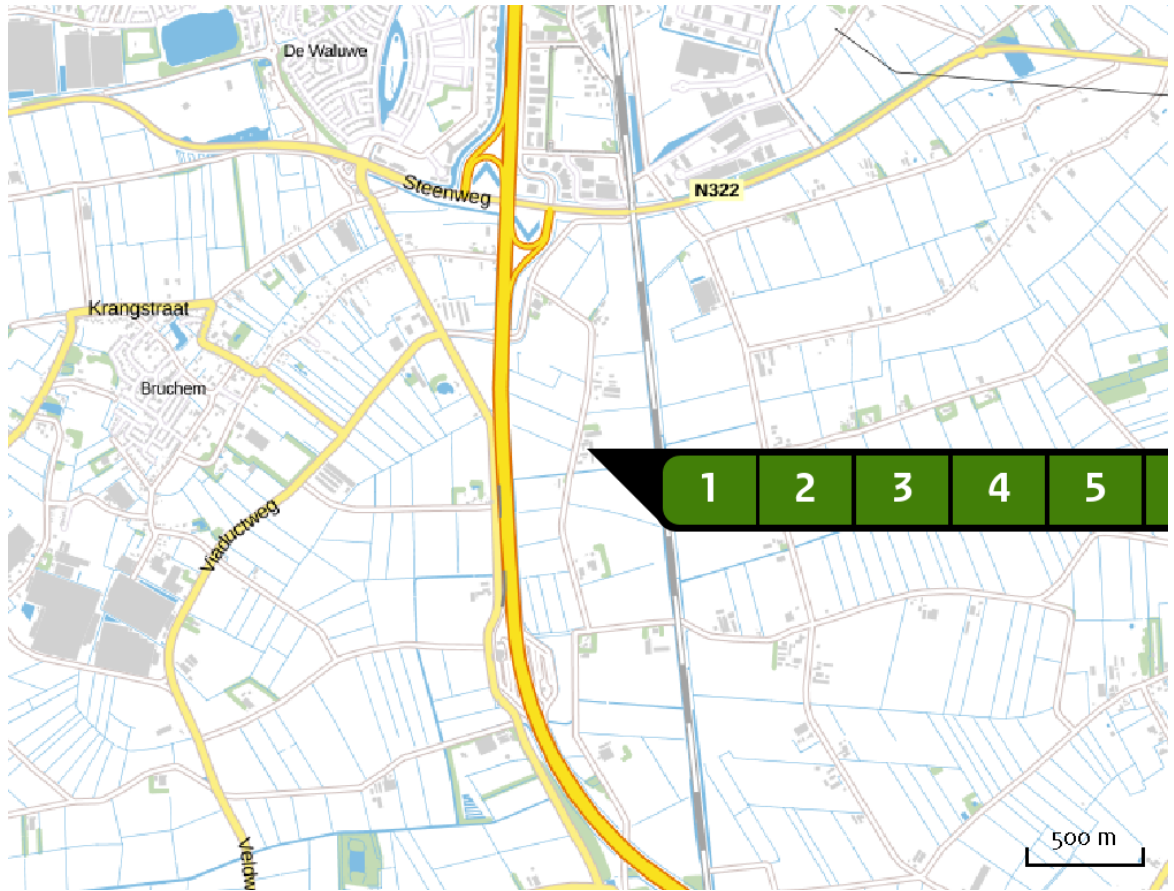 De Waluwe
Steenweg
N322
Krangstraat
Bruchem
1 2 3 4 5
Viaductweg
500 m